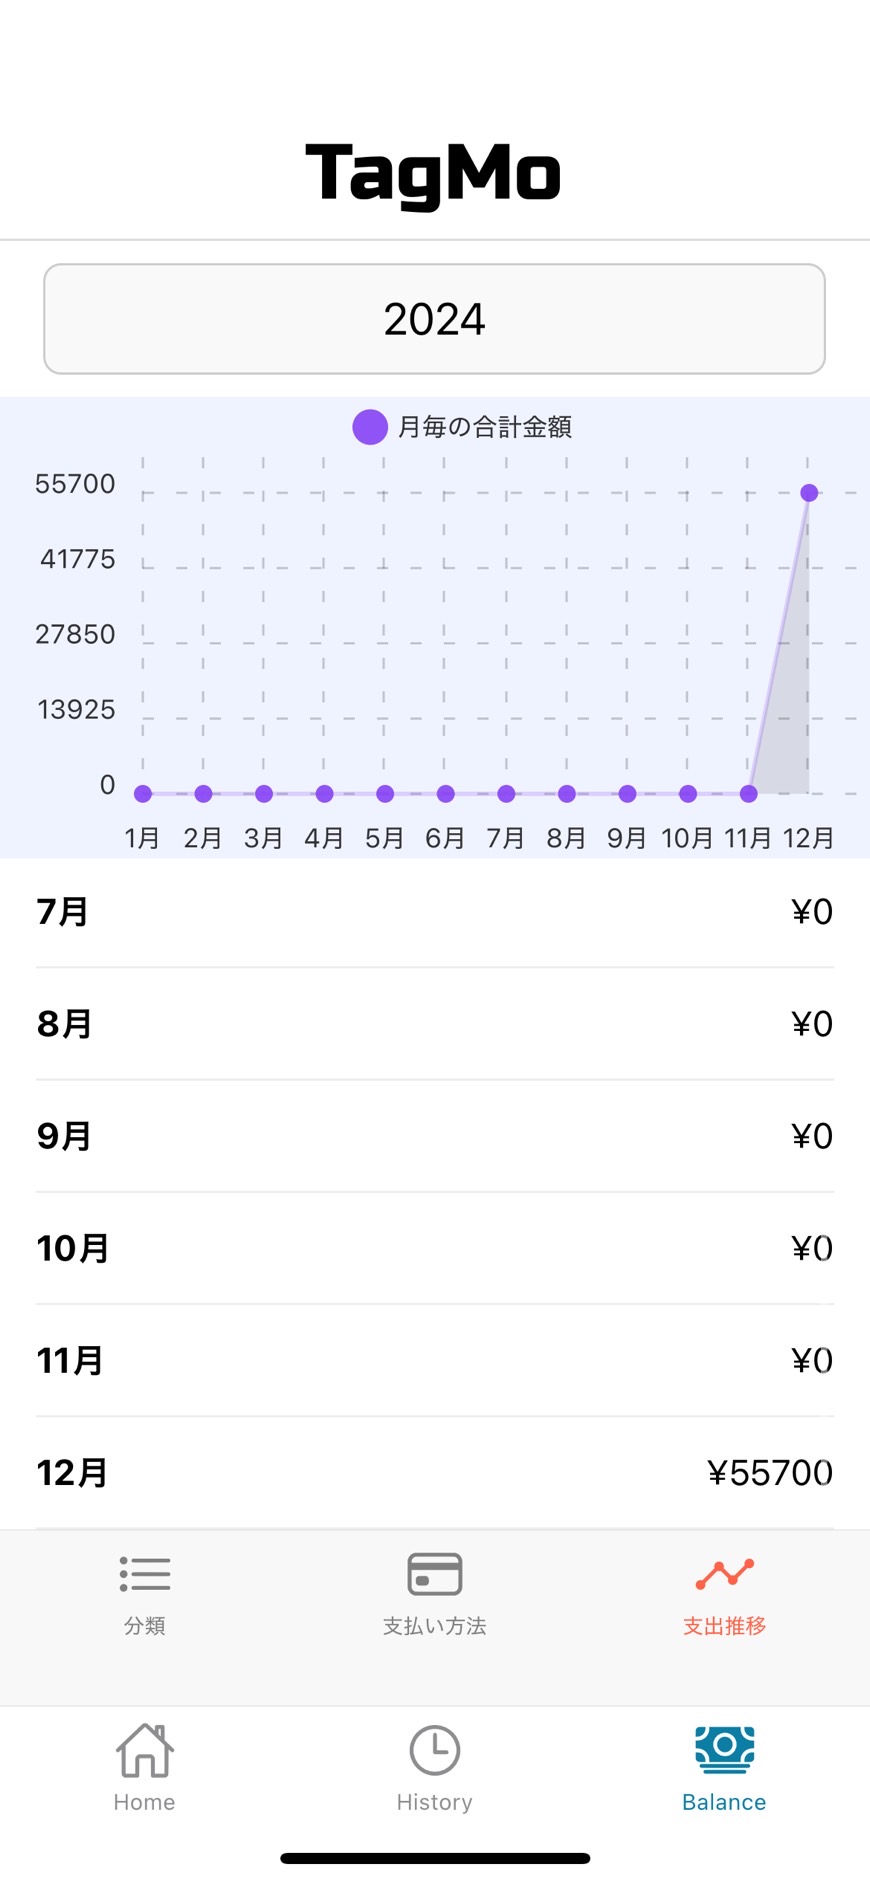 TagMo
2024
月毎の合計金額
55700
41775
27850
13925
0
1月 2月 3月 4月 5月 6月 7月 8月 9月 10月 11月 12月
7月 ¥0
8月 ¥0
9月 ¥0
10月 ¥0
11月 ¥0
12月 ¥55700
分類 支払い方法 支出推移
Home History Balance